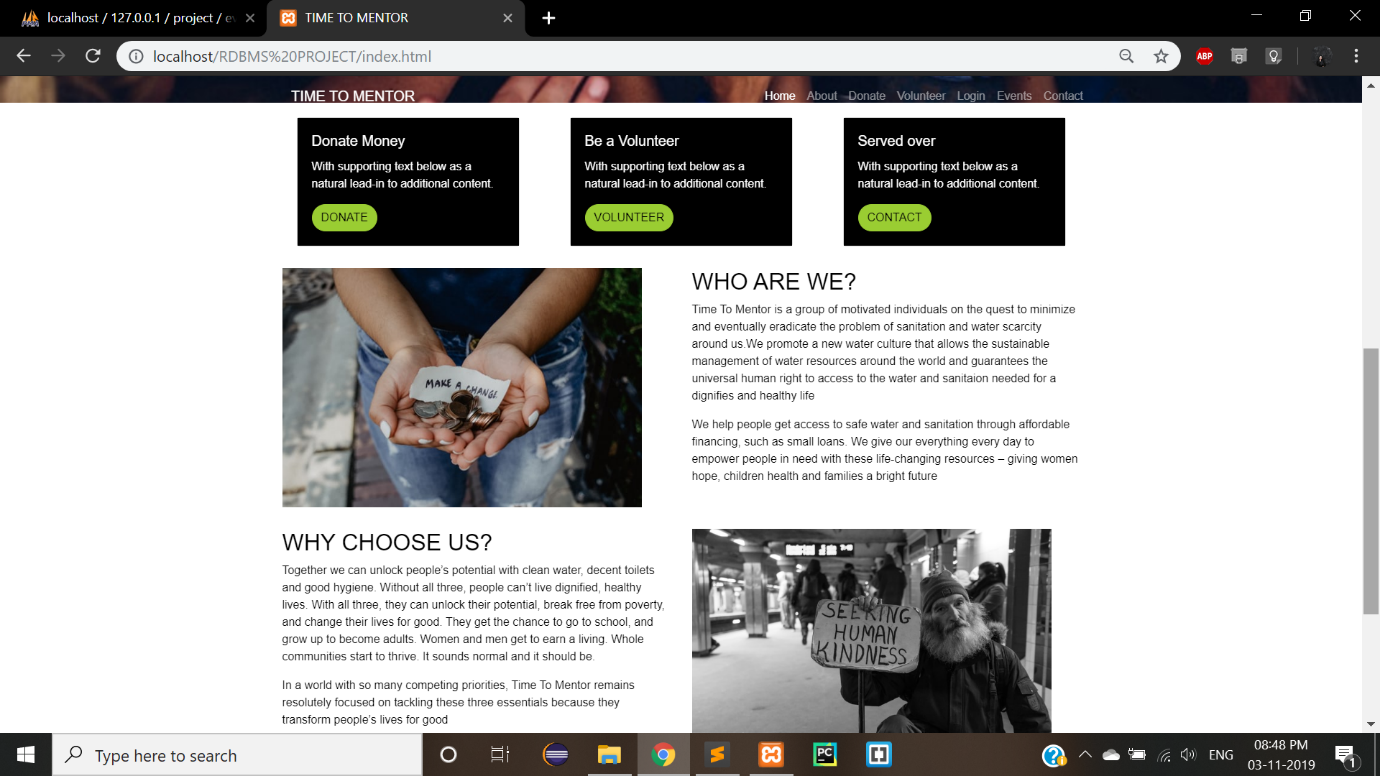 localhost / 127.0.0.1 / project / ev
TIME TO MENTOR
localhost/RDBMS%20PROJECT/index.html
ABP
TIME TO MENTOR
Home About Donate Volunteer Login Events Contact
Donate Money
With supporting text below as a
natural lead-in to additional content.
DONATE
Be a Volunteer
With supporting text below as a
natural lead-in to additional content.
VOLUNTEER
Served over
With supporting text below as a
natural lead-in to additional content.
CONTACT
MAKE A
CHANGE
WHO ARE WE?
Time To Mentor is a group of motivated individuals on the quest to minimize
and eventually eradicate the problem of sanitation and water scarcity
around us.We promote a new water culture that allows the sustainable
management of water resources around the world and guarantees the
universal human right to access to the water and sanitaion needed for a
dignifies and healthy life
We help people get access to safe water and sanitation through affordable
financing, such as small loans. We give our everything every day to
empower people in need with these life-changing resources – giving women
hope, children health and families a bright future
WHY CHOOSE US?
Together we can unlock people's potential with clean water, decent toilets
and good hygiene. Without all three, people can't live dignified, healthy
lives. With all three, they can unlock their potential, break free from poverty,
and change their lives for good. They get the chance to go to school, and
grow up to become adults. Women and men get to earn a living. Whole
communities start to thrive. It sounds normal and it should be.
In a world with so many competing priorities, Time To Mentor remains
resolutely focused on tackling these three essentials because they
transform people's lives for good
SEEKING
HUMAN
KINDNESS
Type here to search
PC
ENG
08:48 PM
03-11-2019
1